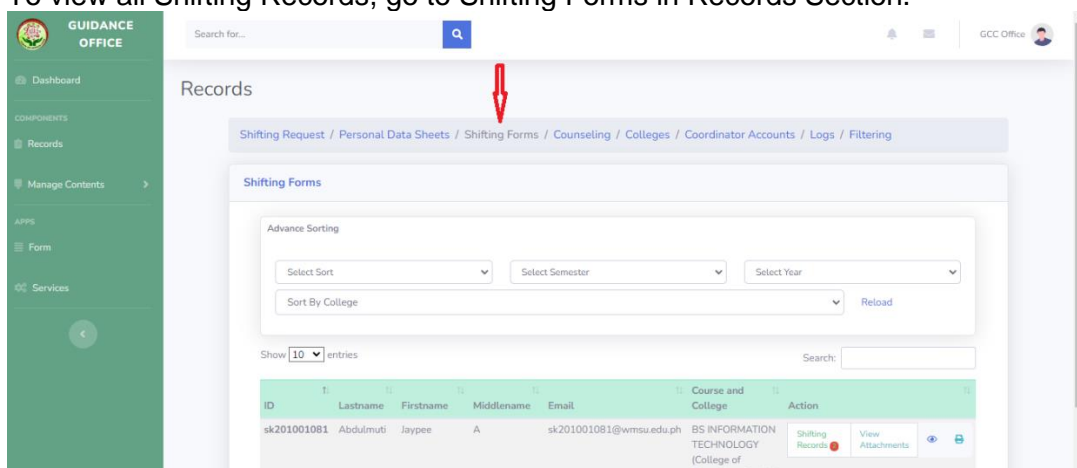 To view all Shifting Records, go to Shifting Forms in Records Section.
GUIDANCE
OFFICE
Search for...
GCC Office
Dashboard
COMPONENTS
Records
Manage Contents
APPS
Form
Services
Records
Shifting Request / Personal Data Sheets / Shifting Forms / Counseling / Colleges / Coordinator Accounts / Logs / Filtering
Shifting Forms
Advance Sorting
Select Sort
Select Semester
Select Year
Sort By College
Reload
Show 10 entries
Search:
ID Lastname Firstname Middlename Email Course and College Action
sk201001081 Abdulmuti Jaypee A sk201001081@wmsu.edu.ph BS INFORMATION
TECHNOLOGY
(College of
Shifting
Records
View
Attachments